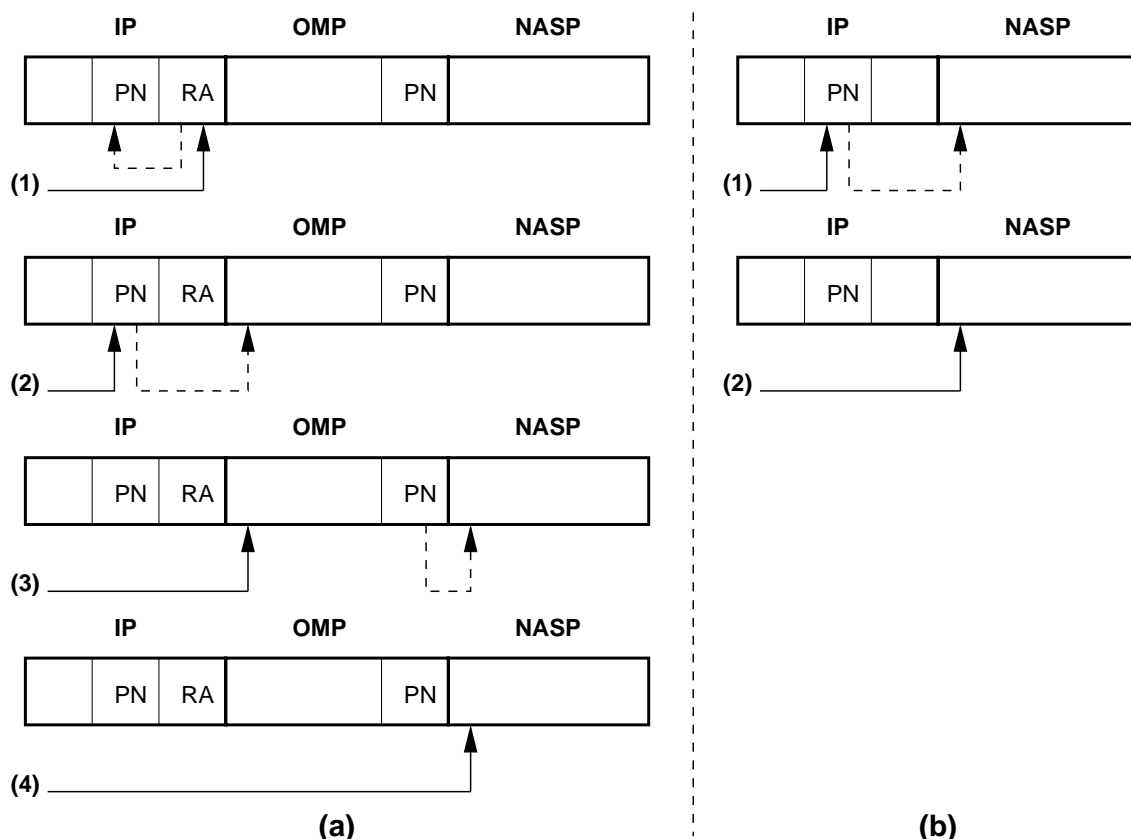 IP OMP NASP
PN RA PN
(1)
IP OMP NASP
PN RA PN
(2)
IP OMP NASP
PN RA PN
(3)
IP OMP NASP
PN RA PN
(4)
(a)
IP NASP
PN
(1)
IP NASP
PN
(2)
(b)